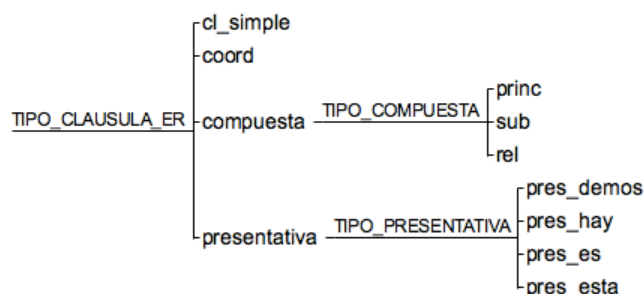 cl_simple
coord
princ
TIPO_COMPUESTA
TIPO_CLAUSULA_ER
compuesta
sub
rel
pres_demos
pres_hay
TIPO_PRESENTATIVA
presentativa
pres_es
pres_esta